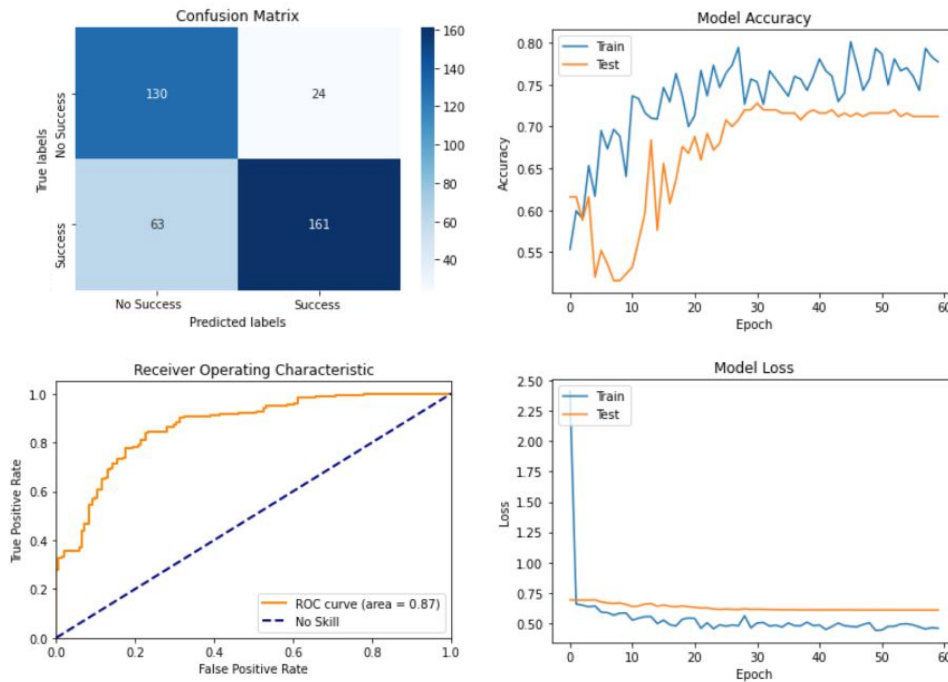 Confusion Matrix
True labels
No Success
Success
130
24
63
161
No Success
Success
Predicted labels
160
140
120
100
80
60
40
Model Accuracy
Train
Test
Accuracy
0.80
0.75
0.70
0.65
0.60
0.55
0
10
20
30
40
50
60
Epoch
Receiver Operating Characteristic
True Positive Rate
1.0
0.8
0.6
0.4
0.2
0.0
ROC curve (area = 0.87)
No Skill
0.0
0.2
0.4
0.6
0.8
1.0
False Positive Rate
Model Loss
Train
Test
Loss
2.50
2.25
2.00
1.75
1.50
1.25
1.00
0.75
0.50
0
10
20
30
40
50
60
Epoch